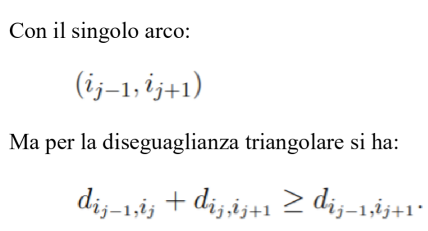 Con il singolo arco:
(i_{j−1}, i_{j+1})
Ma per la diseguaglianza triangolare si ha:
d_{i_{j−1},i_j} + d_{i_j,i_{j+1}} ≥ d_{i_{j−1},i_{j+1}}.